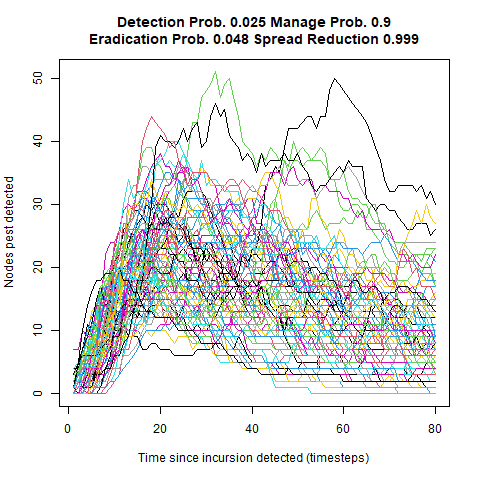 Detection Prob. 0.025 Manage Prob. 0.9
Eradication Prob. 0.048 Spread Reduction 0.999
50
40
30
20
10
0
Nodes pest detected
0 20 40 60 80
Time since incursion detected (timesteps)